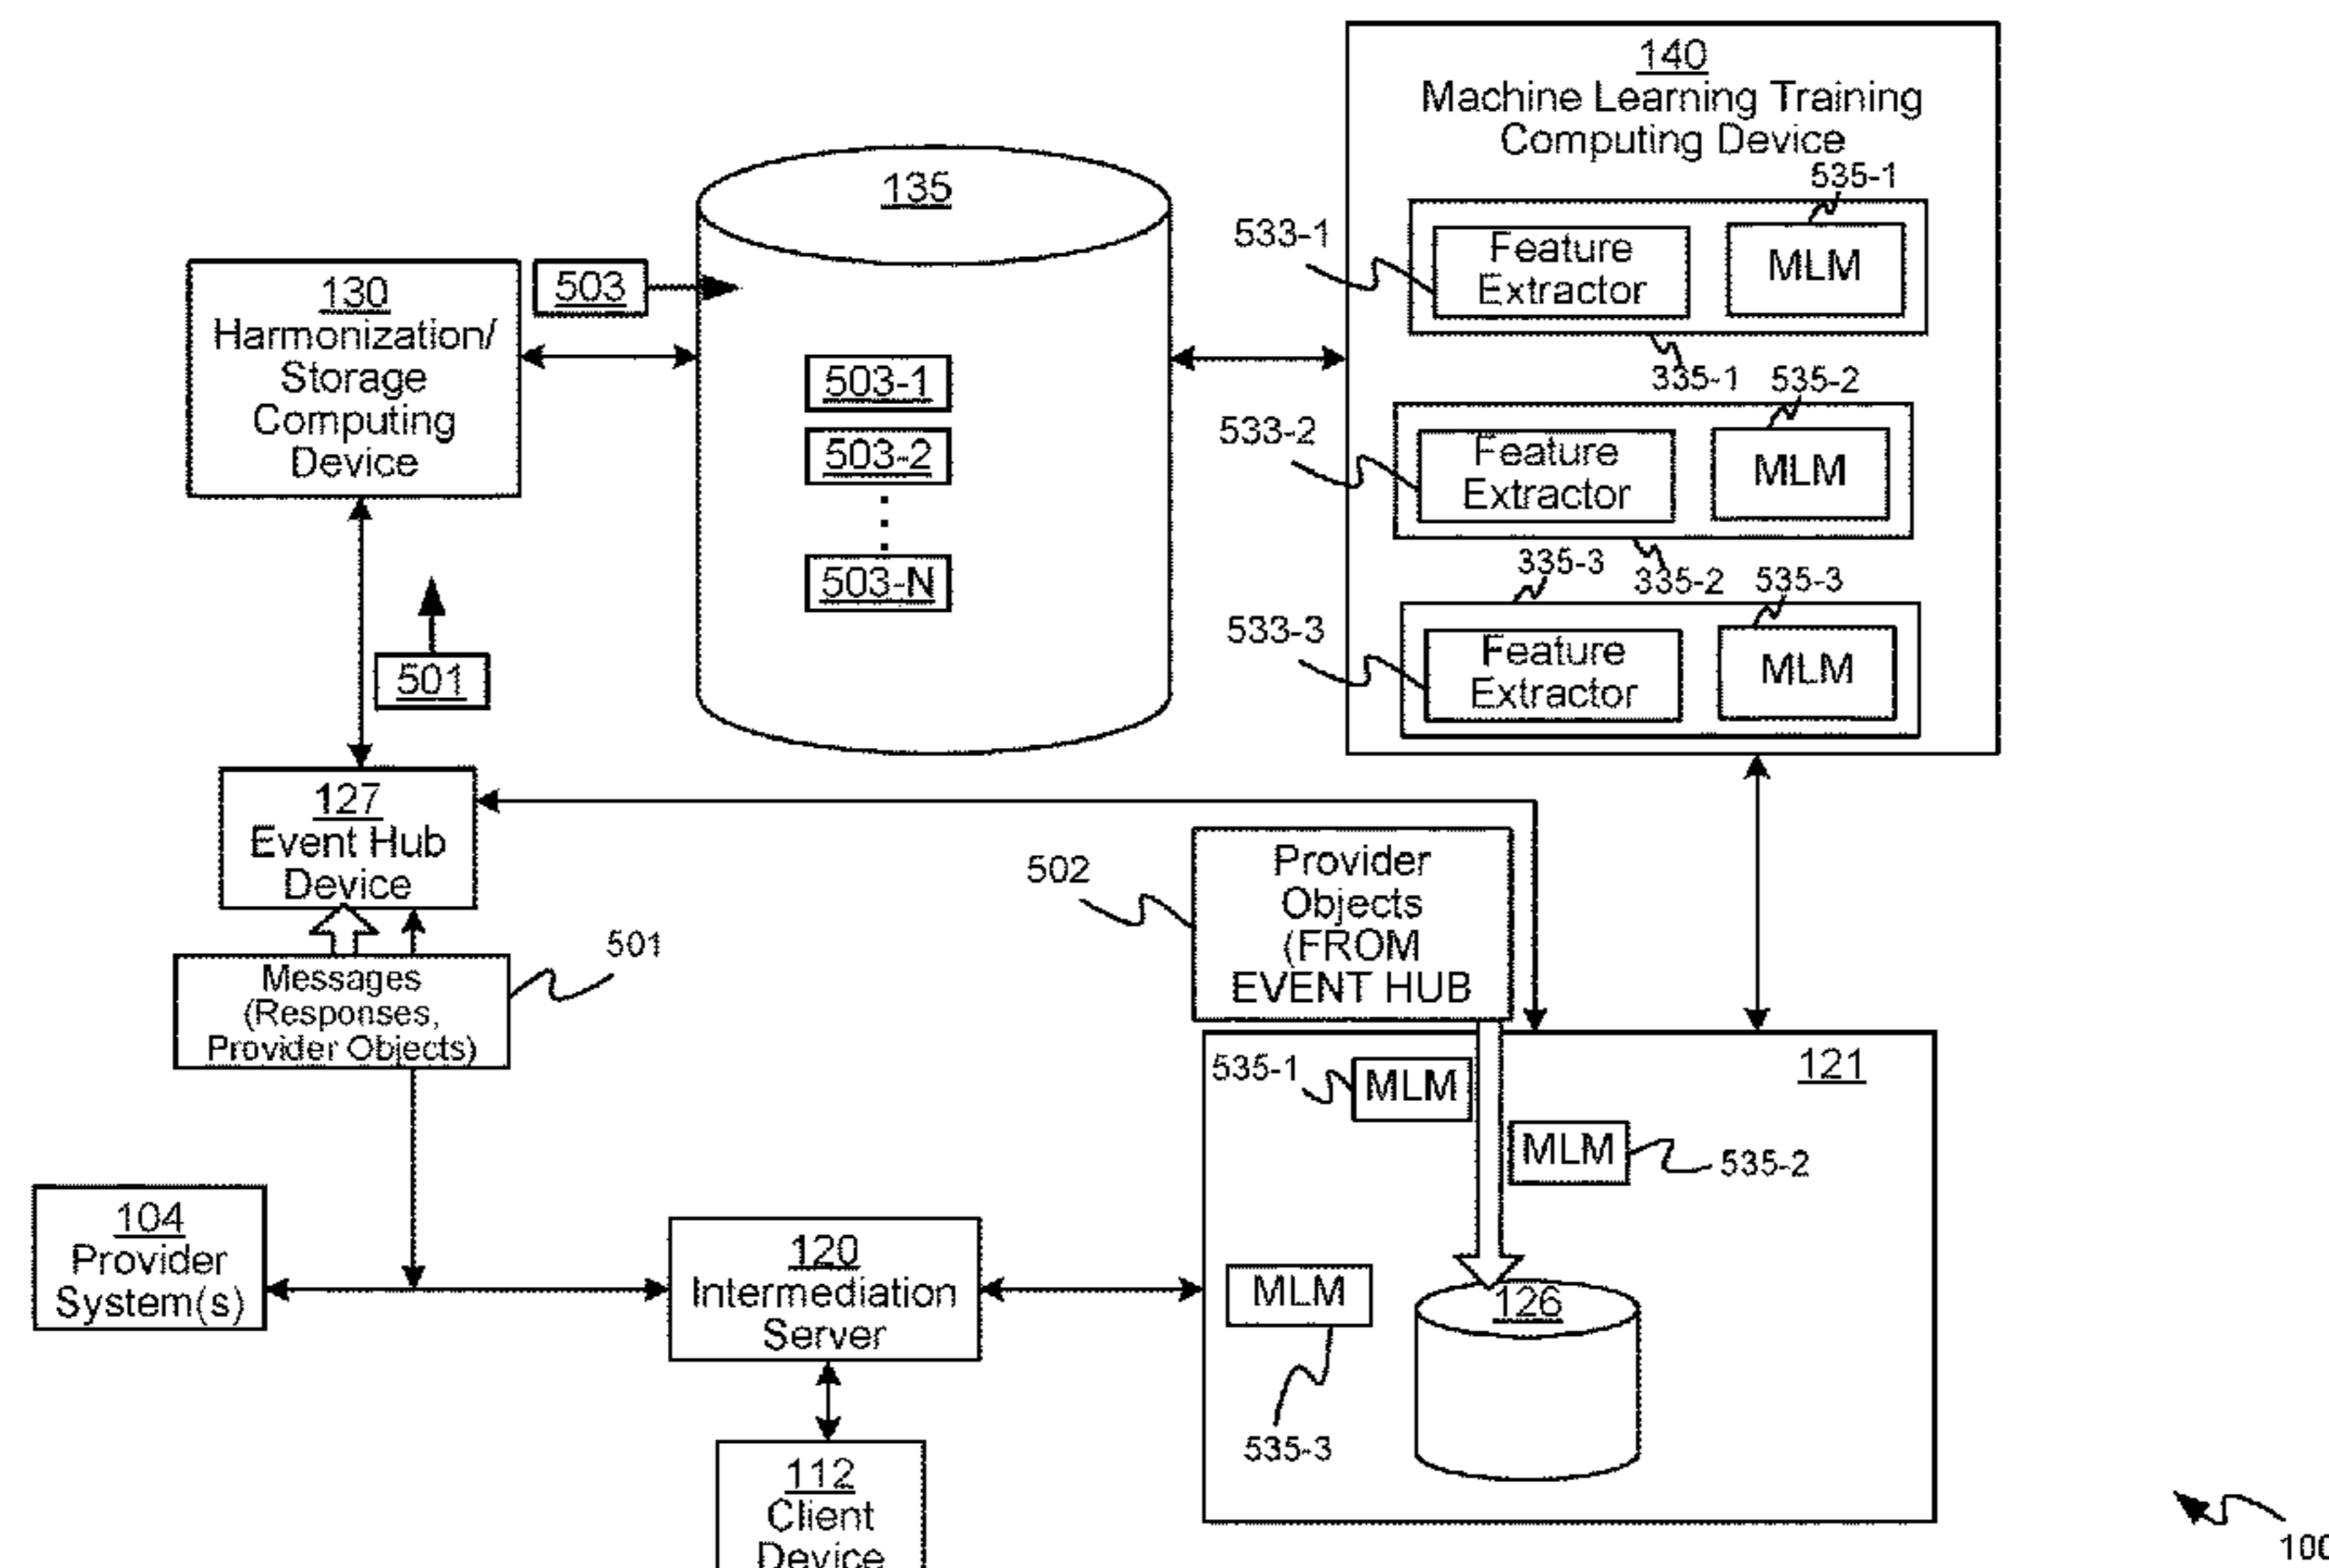 140
Machine Learning Training
Computing Device
535-1
533-1
Feature
Extractor
MLM
335-1
535-2
533-2
Feature
Extractor
MLM
335-3
335-2
535-3
533-3
Feature
Extractor
MLM
135
503
503-1
503-2
503-N
130
Harmonization/
Storage
Computing
Device
501
127
Event Hub
Device
Messages
(Responses,
Provider Objects)
501
502
Provider
Objects
(FROM
EVENT HUB
121
535-1
MLM
MLM
535-2
MLM
535-3
126
104
Provider
System(s)
120
Intermediation
Server
112
Client
Device
100